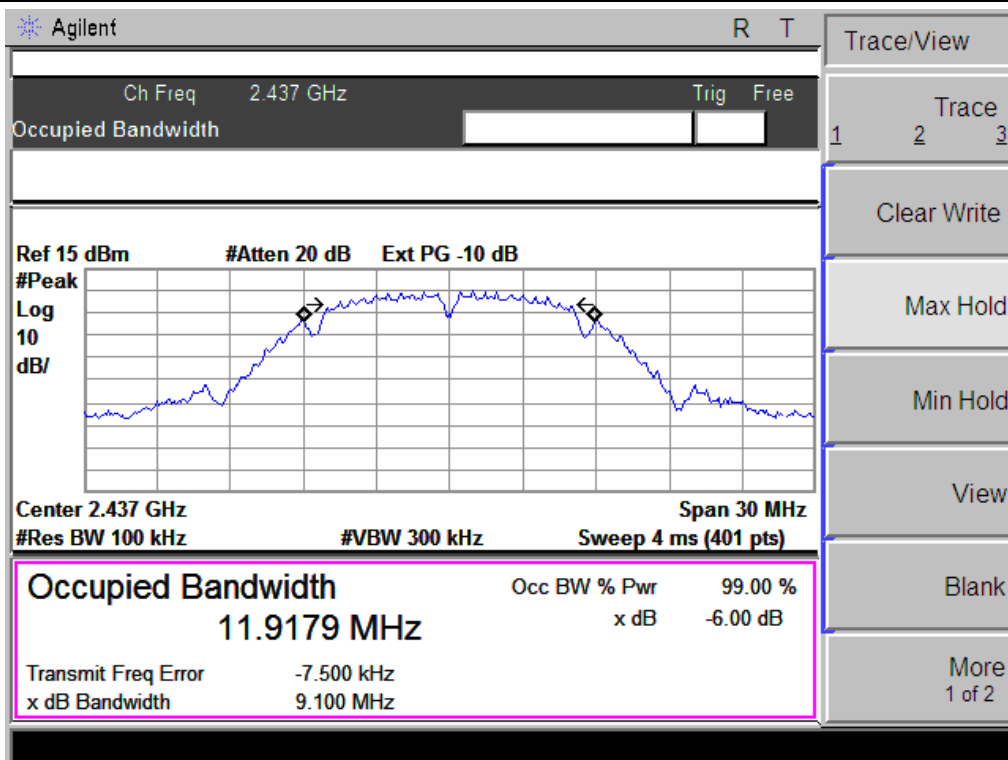 Agilent R T
Ch Freq 2.437 GHz Trig Free
Occupied Bandwidth
Ref 15 dBm #Atten 20 dB Ext PG -10 dB
#Peak
Log
10
dB/
Center 2.437 GHz Span 30 MHz
#Res BW 100 kHz #VBW 300 kHz Sweep 4 ms (401 pts)
Occupied Bandwidth
11.9179 MHz
Occ BW % Pwr 99.00 %
x dB -6.00 dB
Transmit Freq Error -7.500 kHz
x dB Bandwidth 9.100 MHz
Trace/View
Trace
1 2 3
Clear Write
Max Hold
Min Hold
View
Blank
More
1 of 2